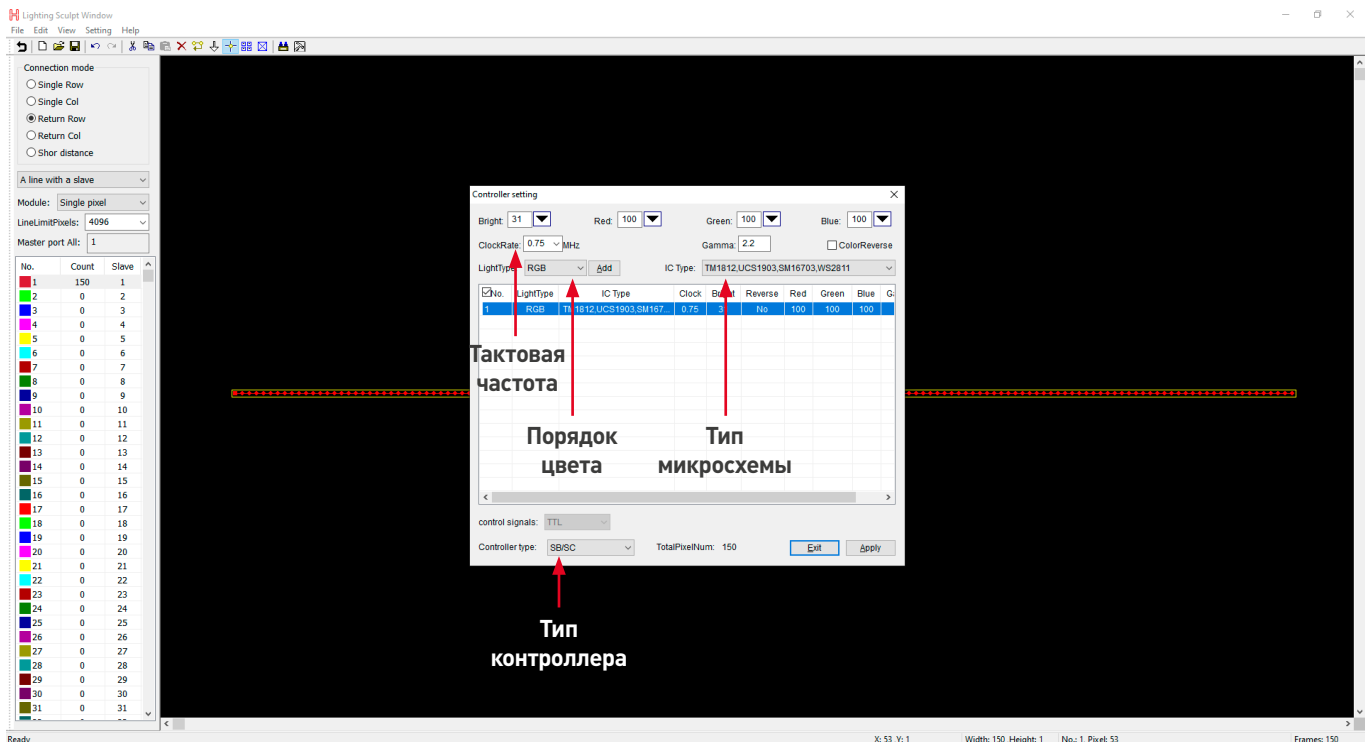 Lighting Sculpt Window
File Edit View Setting Help
Connection mode
Single Row
Single Col
Return Row
Return Col
Shor distance
A line with a slave
Module: Single pixel
LineLimitPixels: 4096
Master port All: 1
No. Count Slave
1 150 1
2 0 2
3 0 3
4 0 4
5 0 5
6 0 6
7 0 7
8 0 8
9 0 9
10 0 10
11 0 11
12 0 12
13 0 13
14 0 14
15 0 15
16 0 16
17 0 17
18 0 18
19 0 19
20 0 20
21 0 21
22 0 22
23 0 23
24 0 24
25 0 25
26 0 26
27 0 27
28 0 28
29 0 29
30 0 30
31 0 31
Controller setting
Bright: 31 Red: 100 Green: 100 Blue: 100
ClockRate: 0.75 MHz Gamma: 2.2 ColorReverse
LightType: RGB Add IC Type: TM1812,UCS1903,SM16703,WS2811
No. LightType IC Type Clock Bright Reverse Red Green Blue
1 RGB TM1812,UCS1903,SM167... 0.75 31 No 100 100 100
Тактовая
частота
Порядок
цвета
Тип
микросхемы
control signals: TTL
Controller type: SB/SC TotalPixelNum: 150 Exit Apply
Тип
контроллера
Ready X: 53 ,Y: 1 Width: 150 ,Height: 1 No.: 1, Pixel: 53 Frames: 150